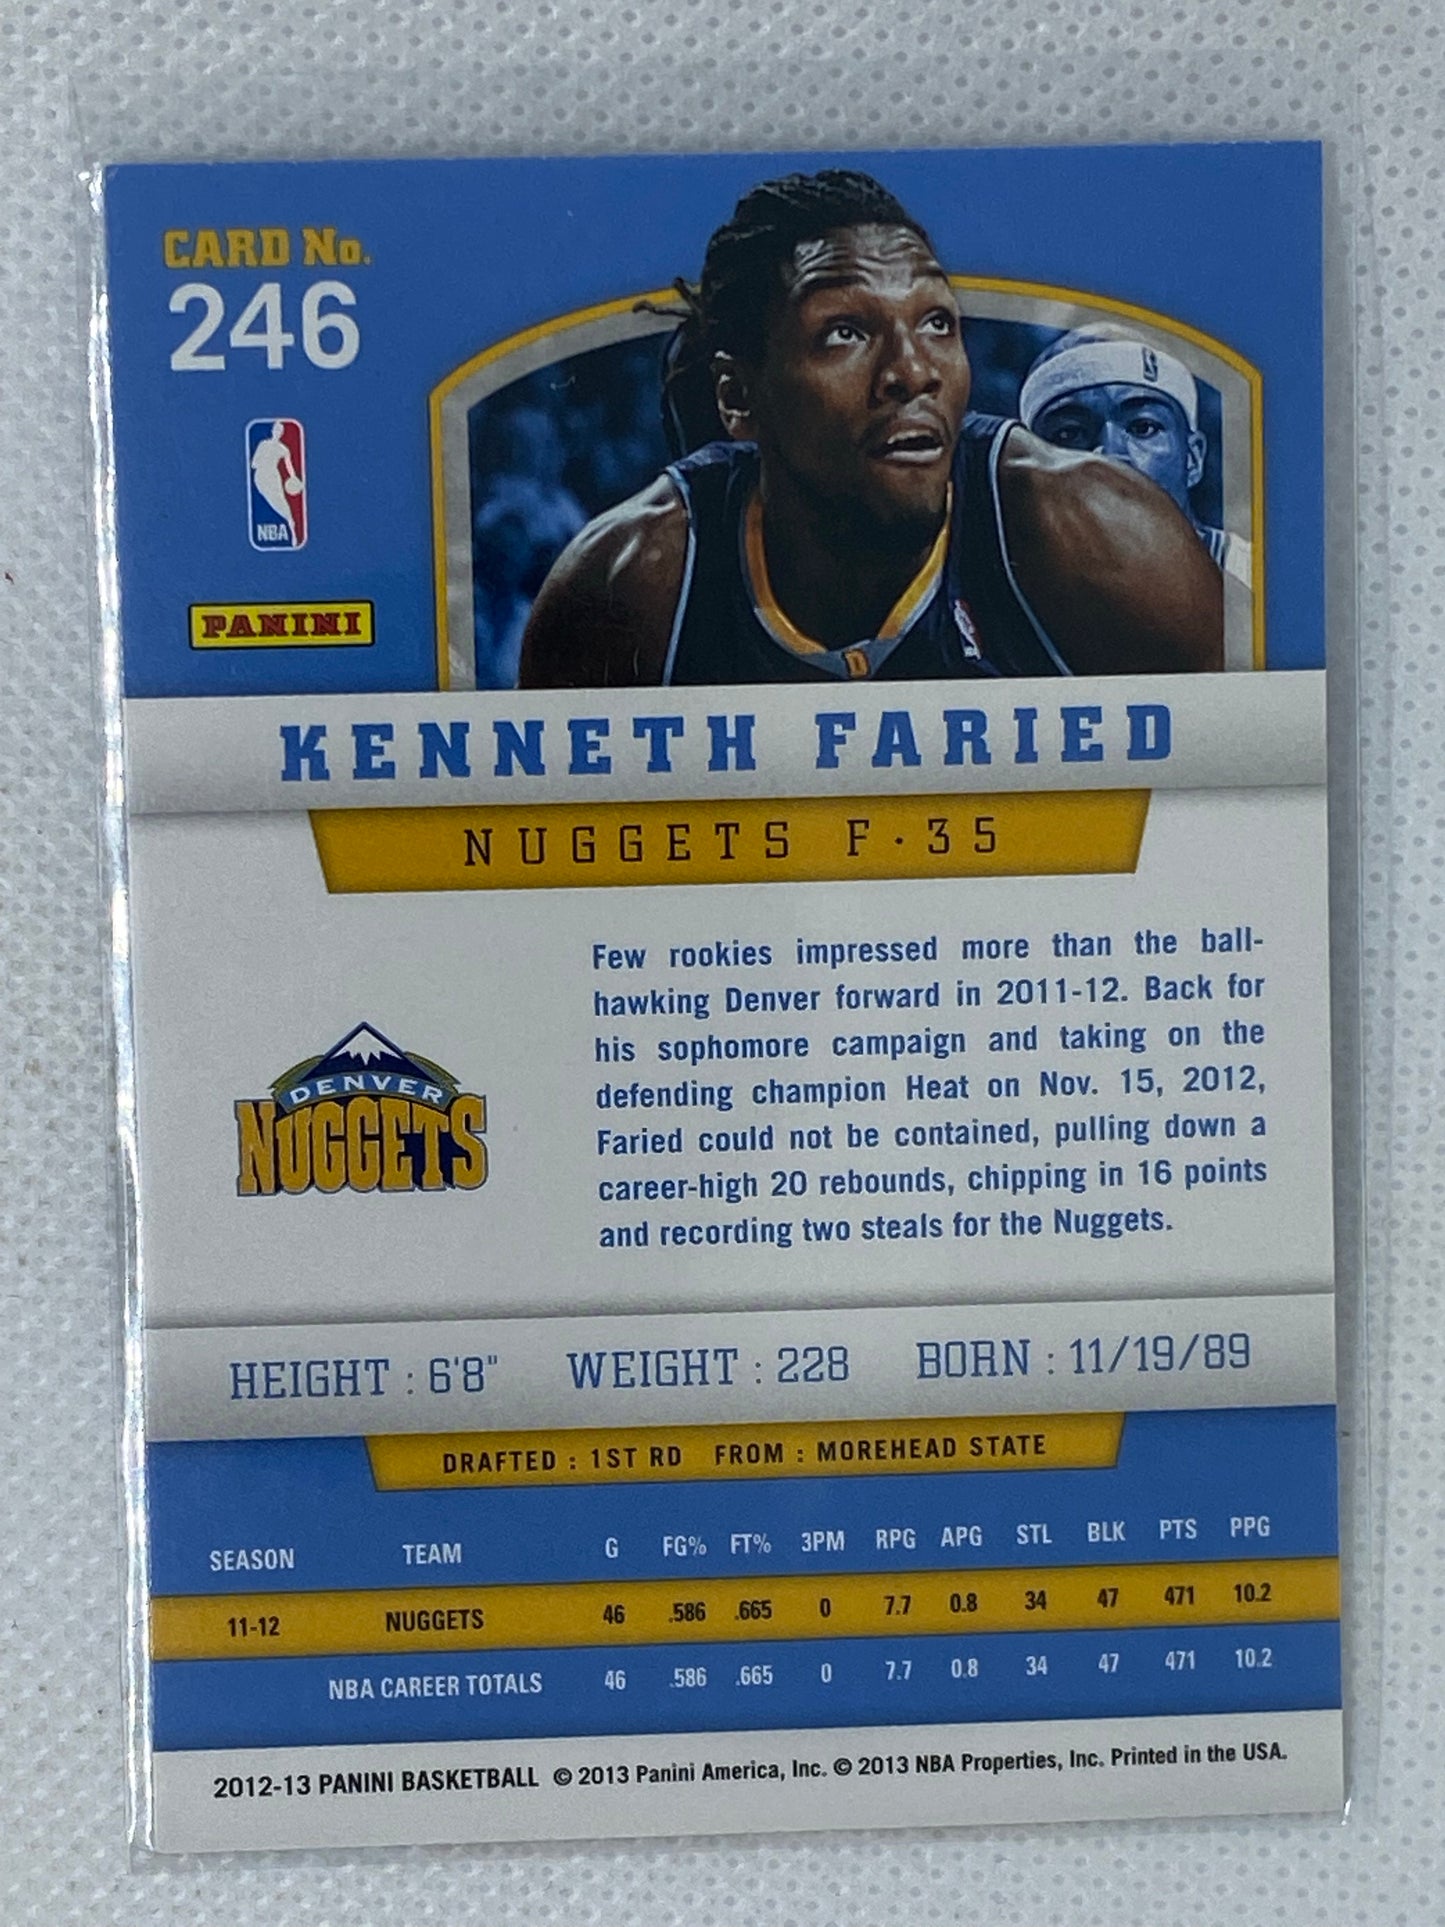 CARD No.
246
NBA
PANINI
D
KENNETH FARIED
NUGGETS F·35
Few rookies impressed more than the ball-
hawking Denver forward in 2011-12. Back for
his sophomore campaign and taking on the
defending champion Heat on Nov. 15, 2012,
Faried could not be contained, pulling down a
career-high 20 rebounds, chipping in 16 points
and recording two steals for the Nuggets.
DENVER
NUGGETS
HEIGHT : 6'8" WEIGHT : 228 BORN : 11/19/89
DRAFTED : 1ST RD FROM : MOREHEAD STATE
SEASON TEAM G FG% FT% 3PM RPG APG STL BLK PTS PPG
11-12 NUGGETS 46 .586 .665 0 7.7 0.8 34 47 471 10.2
NBA CAREER TOTALS 46 .586 .665 0 7.7 0.8 34 47 471 10.2
2012-13 PANINI BASKETBALL © 2013 Panini America, Inc. © 2013 NBA Properties, Inc. Printed in the USA.